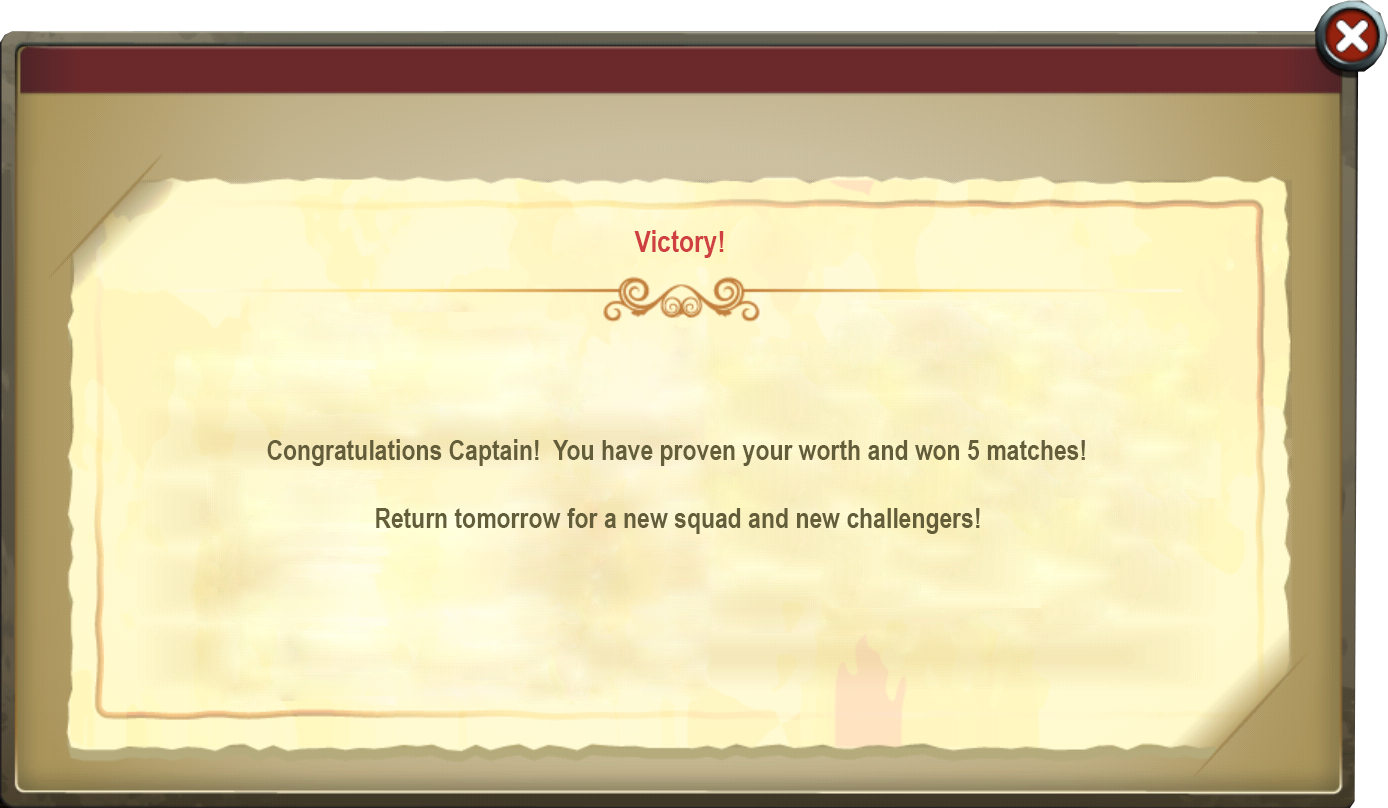 Victory!
Congratulations Captain!  You have proven your worth and won 5 matches!
Return tomorrow for a new squad and new challengers!